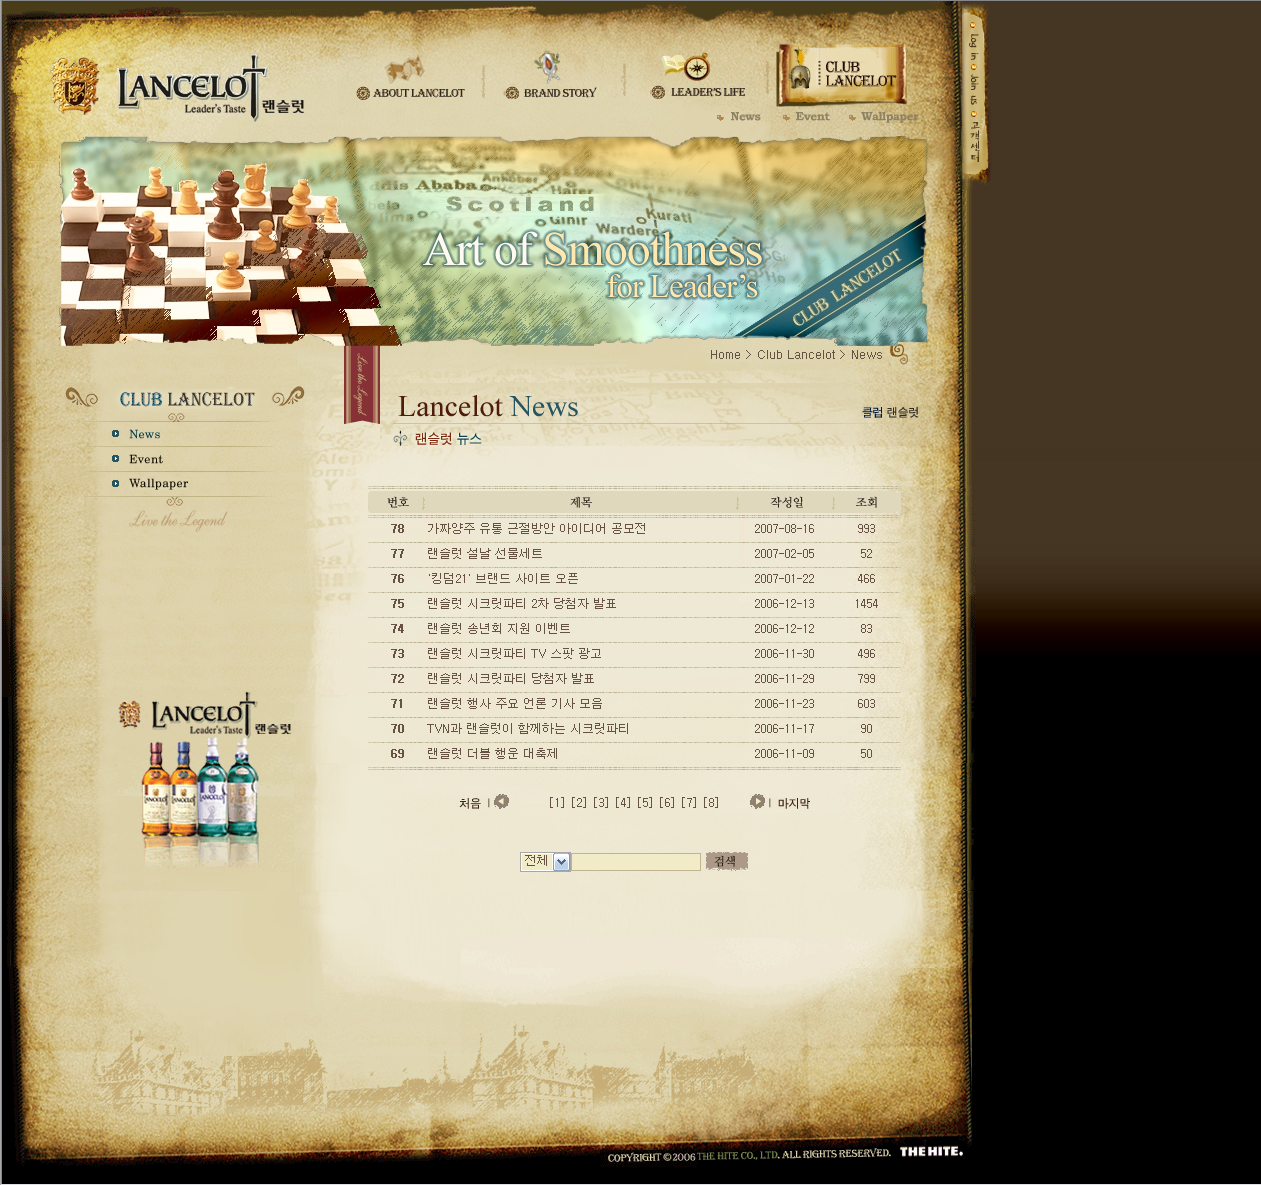 LANCELOT
Leader's Taste
랜슬럿
ABOUT LANCELOT
BRAND STORY
LEADER'S LIFE
CLUB LANCELOT
News
Event
Wallpaper
Log in
Join us
고객센터
Addis Ababa
Harer
Scotland
Ginir
Kurati
Wardere
Art of Smoothness
for Leader's
CLUB LANCELOT
Home > Club Lancelot > News
Live the Legend
CLUB LANCELOT
News
Event
Wallpaper
Live the Legend
Lancelot News
클럽 랜슬럿
랜슬럿 뉴스
번호 제목 작성일 조회
78 가짜양주 유통 근절방안 아이디어 공모전 2007-08-16 993
77 랜슬럿 설날 선물세트 2007-02-05 52
76 '킹덤21' 브랜드 사이트 오픈 2007-01-22 466
75 랜슬럿 시크릿파티 2차 당첨자 발표 2006-12-13 1454
74 랜슬럿 송년회 지원 이벤트 2006-12-12 83
73 랜슬럿 시크릿파티 TV 스팟 광고 2006-11-30 496
72 랜슬럿 시크릿파티 당첨자 발표 2006-11-29 799
71 랜슬럿 행사 주요 언론 기사 모음 2006-11-23 603
70 TVN과 랜슬럿이 함께하는 시크릿파티 2006-11-17 90
69 랜슬럿 더블 행운 대축제 2006-11-09 50
처음 | [1] [2] [3] [4] [5] [6] [7] [8] | 마지막
전체 검색
LANCELOT
Leader's Taste
랜슬럿
COPYRIGHT ©2006 THE HITE CO., LTD. ALL RIGHTS RESERVED. THE HITE.